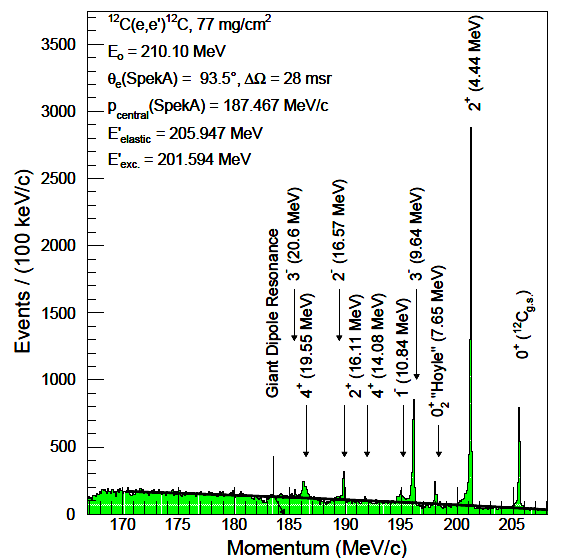 ¹²C(e,e')¹²C, 77 mg/cm²
E₀ = 210.10 MeV
θₑ(SpekA) = 93.5°, ΔΩ = 28 msr
p_central(SpekA) = 187.467 MeV/c
E'_elastic = 205.947 MeV
E'_exc. = 201.594 MeV
Events / (100 keV/c)
3500
3000
2500
2000
1500
1000
500
0
Giant Dipole Resonance
3⁻ (20.6 MeV)
4⁺ (19.55 MeV)
2⁻ (16.57 MeV)
2⁺ (16.11 MeV)
4⁺ (14.08 MeV)
1⁻ (10.84 MeV)
3⁻ (9.64 MeV)
0₂⁺ "Hoyle" (7.65 MeV)
2⁺ (4.44 MeV)
0⁺ (¹²C_g.s.)
170
175
180
185
190
195
200
205
Momentum (MeV/c)